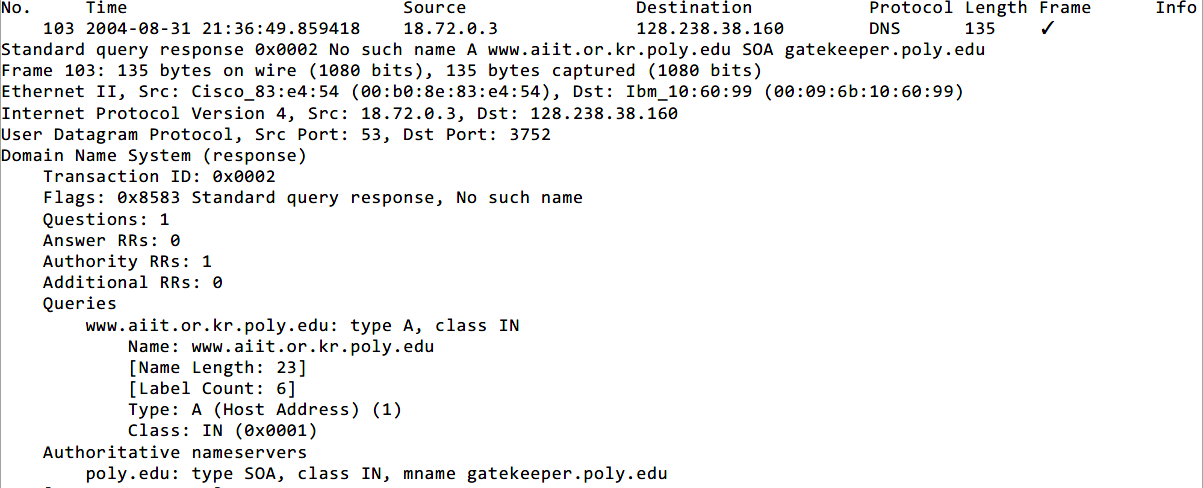 No.     Time                         Source                Destination           Protocol Length Frame      Info
    103 2004-08-31 21:36:49.859418    18.72.0.3             128.238.38.160        DNS      135    ✓
Standard query response 0x0002 No such name A www.aiit.or.kr.poly.edu SOA gatekeeper.poly.edu
Frame 103: 135 bytes on wire (1080 bits), 135 bytes captured (1080 bits)
Ethernet II, Src: Cisco_83:e4:54 (00:b0:8e:83:e4:54), Dst: Ibm_10:60:99 (00:09:6b:10:60:99)
Internet Protocol Version 4, Src: 18.72.0.3, Dst: 128.238.38.160
User Datagram Protocol, Src Port: 53, Dst Port: 3752
Domain Name System (response)
    Transaction ID: 0x0002
    Flags: 0x8583 Standard query response, No such name
    Questions: 1
    Answer RRs: 0
    Authority RRs: 1
    Additional RRs: 0
    Queries
        www.aiit.or.kr.poly.edu: type A, class IN
            Name: www.aiit.or.kr.poly.edu
            [Name Length: 23]
            [Label Count: 6]
            Type: A (Host Address) (1)
            Class: IN (0x0001)
    Authoritative nameservers
        poly.edu: type SOA, class IN, mname gatekeeper.poly.edu